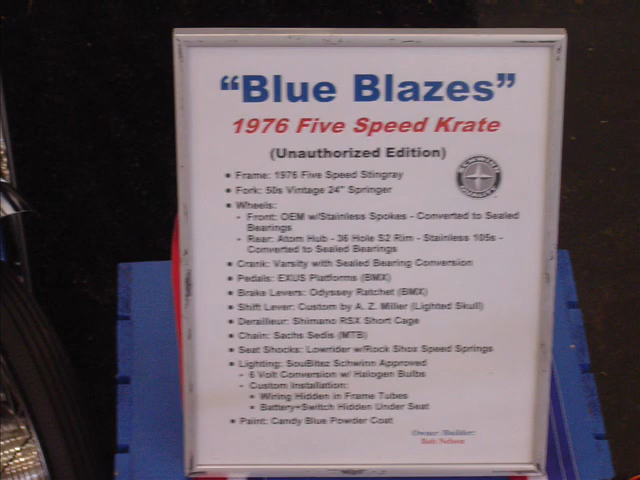 “Blue Blazes”
1976 Five Speed Krate
(Unauthorized Edition)
• Frame: 1976 Five Speed Stingray
• Fork: 50s Vintage 24" Springer
• Wheels:
- Front: OEM w/Stainless Spokes - Converted to Sealed
Bearings
- Rear: Atom Hub - 36 Hole S2 Rim - Stainless 105s -
Converted to Sealed Bearings
• Crank: Varsity with Sealed Bearing Conversion
• Pedals: EXUS Platforms (BMX)
• Brake Levers: Odyssey Ratchet (BMX)
• Shift Lever: Custom by A. Z. Miller (Lighted Skull)
• Derailleur: Shimano RSX Short Cage
• Chain: Sachs Sedis (MTB)
• Seat Shocks: Lowrider w/Rock Shox Speed Springs
• Lighting: SouBitez Schwinn Approved
- 6 Volt Conversion w/ Halogen Bulbs
- Custom Installation:
• Wiring Hidden in Frame Tubes
• Battery+Switch Hidden Under Seat
• Paint: Candy Blue Powder Coat
Owner/Builder:
Bob Nelson
SCHWINN
QUALITY